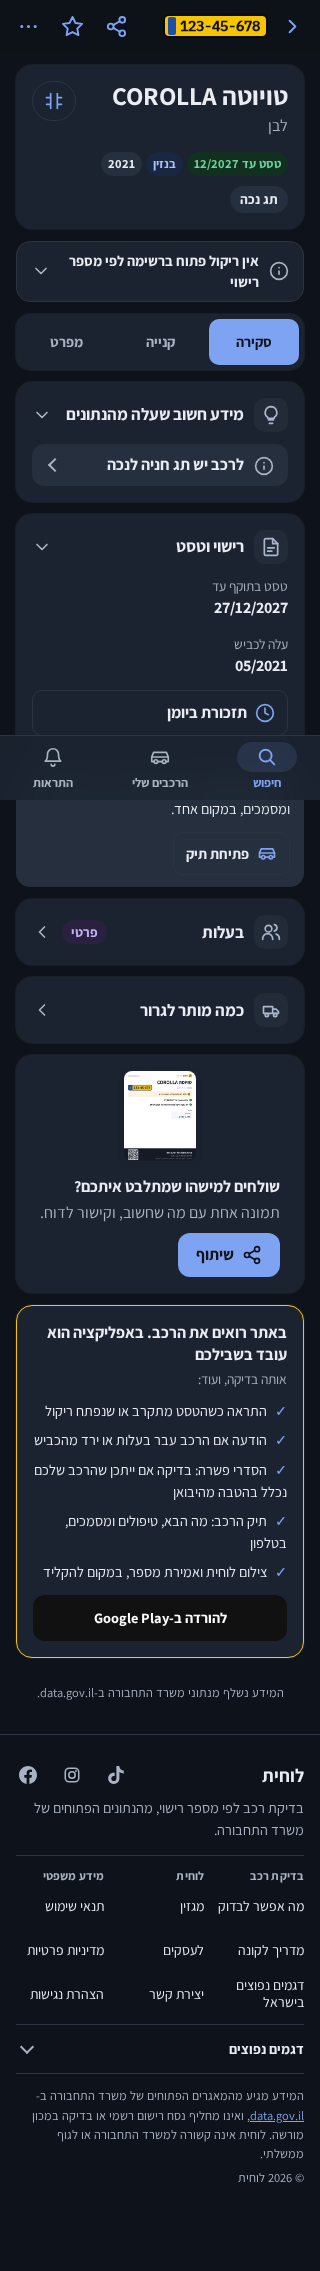 123-45-678
טויוטה COROLLA
לבן
טסט עד 12/2027
בנזין
2021
תג נכה
אין ריקול פתוח ברשימה לפי מספר
רישוי
סקירה
קנייה
מפרט
מידע חשוב שעלה מהנתונים
לרכב יש תג חניה לנכה
רישוי וטסט
טסט בתוקף עד
27/12/2027
עלה לכביש
05/2021
תזכורת ביומן
חיפוש
הרכבים שלי
התראות
ומסמכים, במקום אחד.
פתיחת תיק
בעלות
פרטי
כמה מותר לגרור
שולחים למישהו שמתלבט איתכם?
תמונה אחת עם מה שחשוב, וקישור לדוח.
שיתוף
באתר רואים את הרכב. באפליקציה הוא
עובד בשבילכם
אותה בדיקה, ועוד:
✓ התראה כשהטסט מתקרב או שנפתח ריקול
✓ הודעה אם הרכב עבר בעלות או ירד מהכביש
✓ הסדרי פשרה: בדיקה אם ייתכן שהרכב שלכם
נכלל בהטבה מהיבואן
✓ תיק הרכב: מה הבא, טיפולים ומסמכים,
בטלפון
✓ צילום לוחית ואמירת מספר, במקום להקליד
להורדה ב-Google Play
המידע נשלף מנתוני משרד התחבורה ב-data.gov.il.
לוחית
בדיקת רכב לפי מספר רישוי, מהנתונים הפתוחים של
משרד התחבורה.
בדיקת רכב
לוחית
מידע משפטי
מה אפשר לבדוק
מגזין
תנאי שימוש
מדריך לקונה
לעסקים
מדיניות פרטיות
דגמים נפוצים
בישראל
יצירת קשר
הצהרת נגישות
דגמים נפוצים
המידע מגיע מהמאגרים הפתוחים של משרד התחבורה ב-
data.gov.il, ואינו מחליף נסח רישום רשמי או בדיקה במכון
מורשה. לוחית אינה קשורה למשרד התחבורה או לגוף
ממשלתי.
© 2026 לוחית